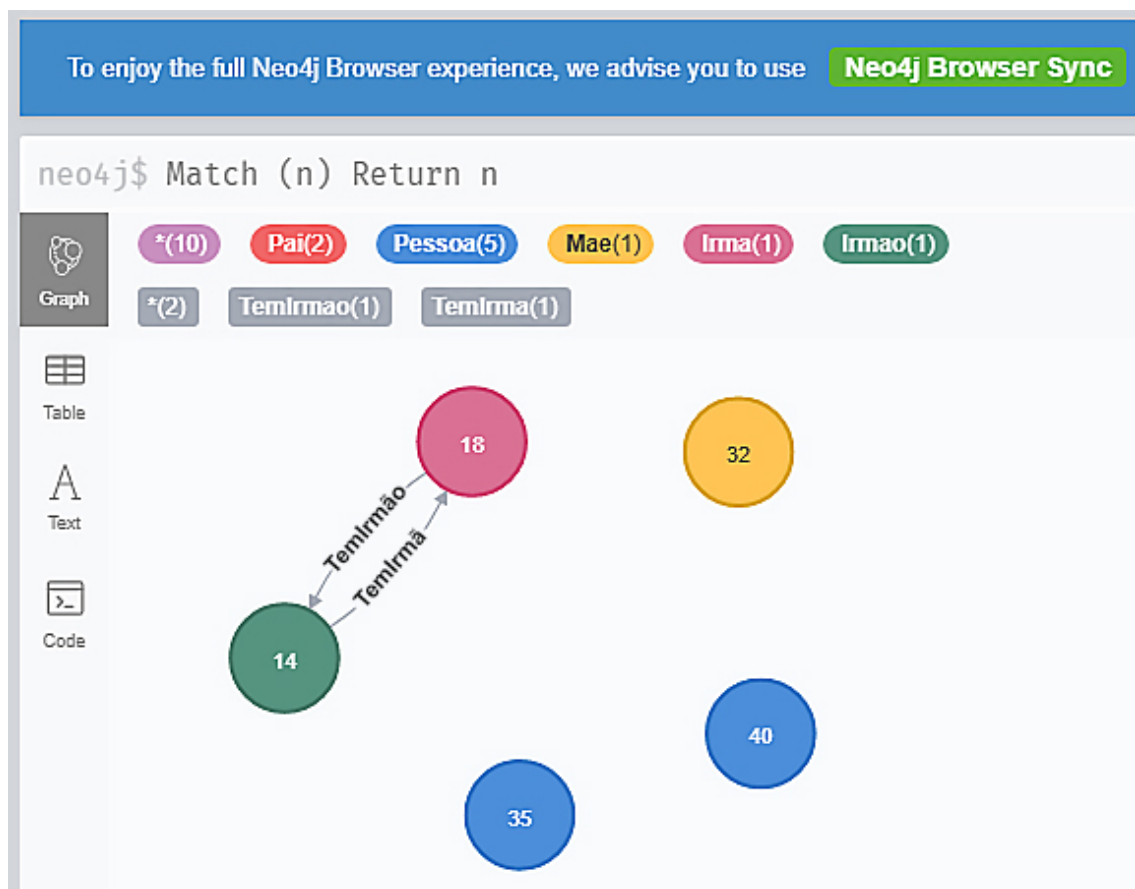 To enjoy the full Neo4j Browser experience, we advise you to use Neo4j Browser Sync
neo4j$ Match (n) Return n
*(10) Pai(2) Pessoa(5) Mae(1) Irma(1) Irmao(1)
Graph
*(2) TemIrmao(1) TemIrma(1)
Table
A
Text
>_
Code
18
32
TemIrmão
TemIrmã
14
40
35